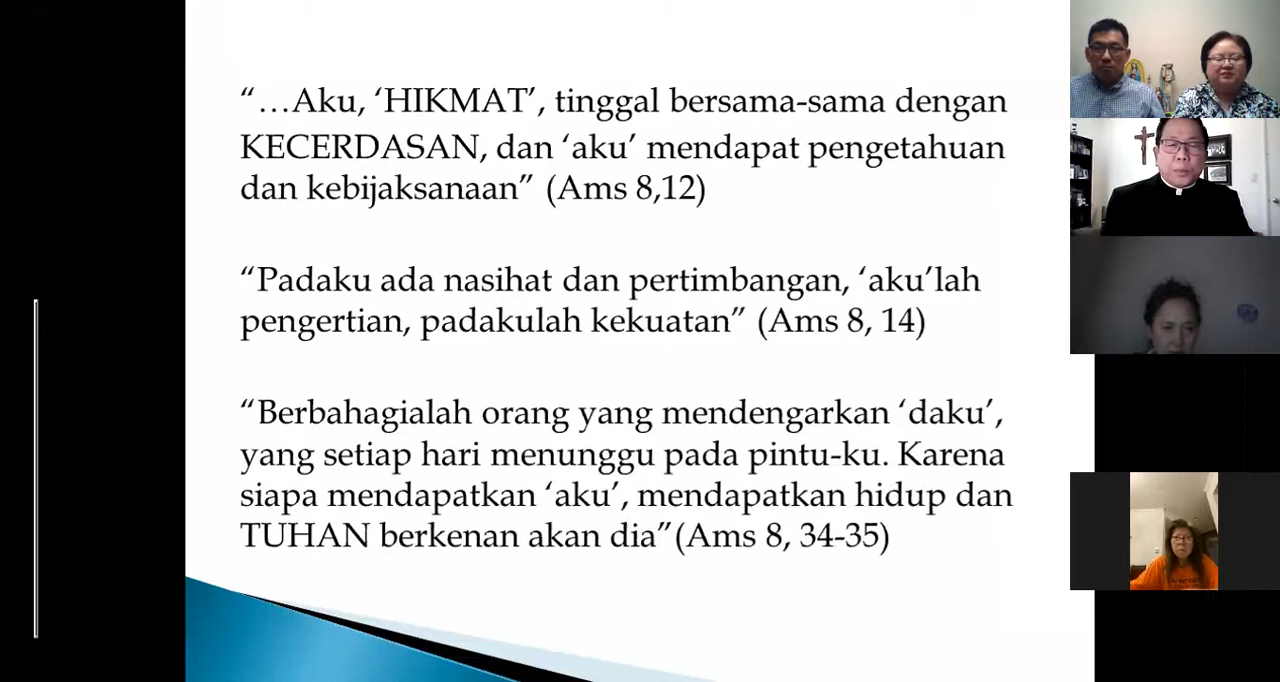 “…Aku, ‘HIKMAT’, tinggal bersama-sama dengan
KECERDASAN, dan ‘aku’ mendapat pengetahuan
dan kebijaksanaan” (Ams 8,12)
“Padaku ada nasihat dan pertimbangan, ‘aku’lah
pengertian, padakulah kekuatan” (Ams 8, 14)
“Berbahagialah orang yang mendengarkan ‘daku’,
yang setiap hari menunggu pada pintu-ku. Karena
siapa mendapatkan ‘aku’, mendapatkan hidup dan
TUHAN berkenan akan dia”(Ams 8, 34-35)